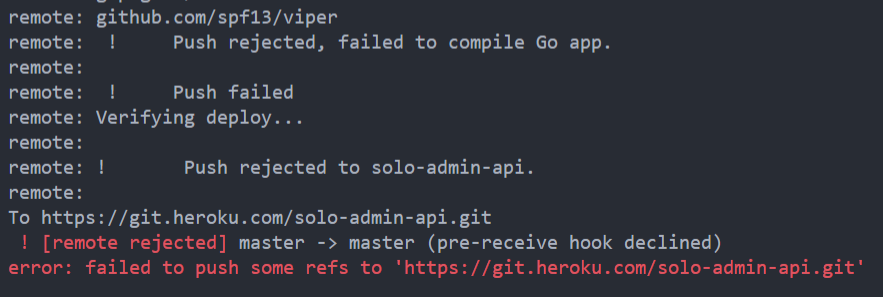 remote: github.com/spf13/viper
remote:  !     Push rejected, failed to compile Go app.
remote:
remote:  !     Push failed
remote: Verifying deploy...
remote:
remote: !       Push rejected to solo-admin-api.
remote:
To https://git.heroku.com/solo-admin-api.git
 ! [remote rejected] master -> master (pre-receive hook declined)
error: failed to push some refs to 'https://git.heroku.com/solo-admin-api.git'